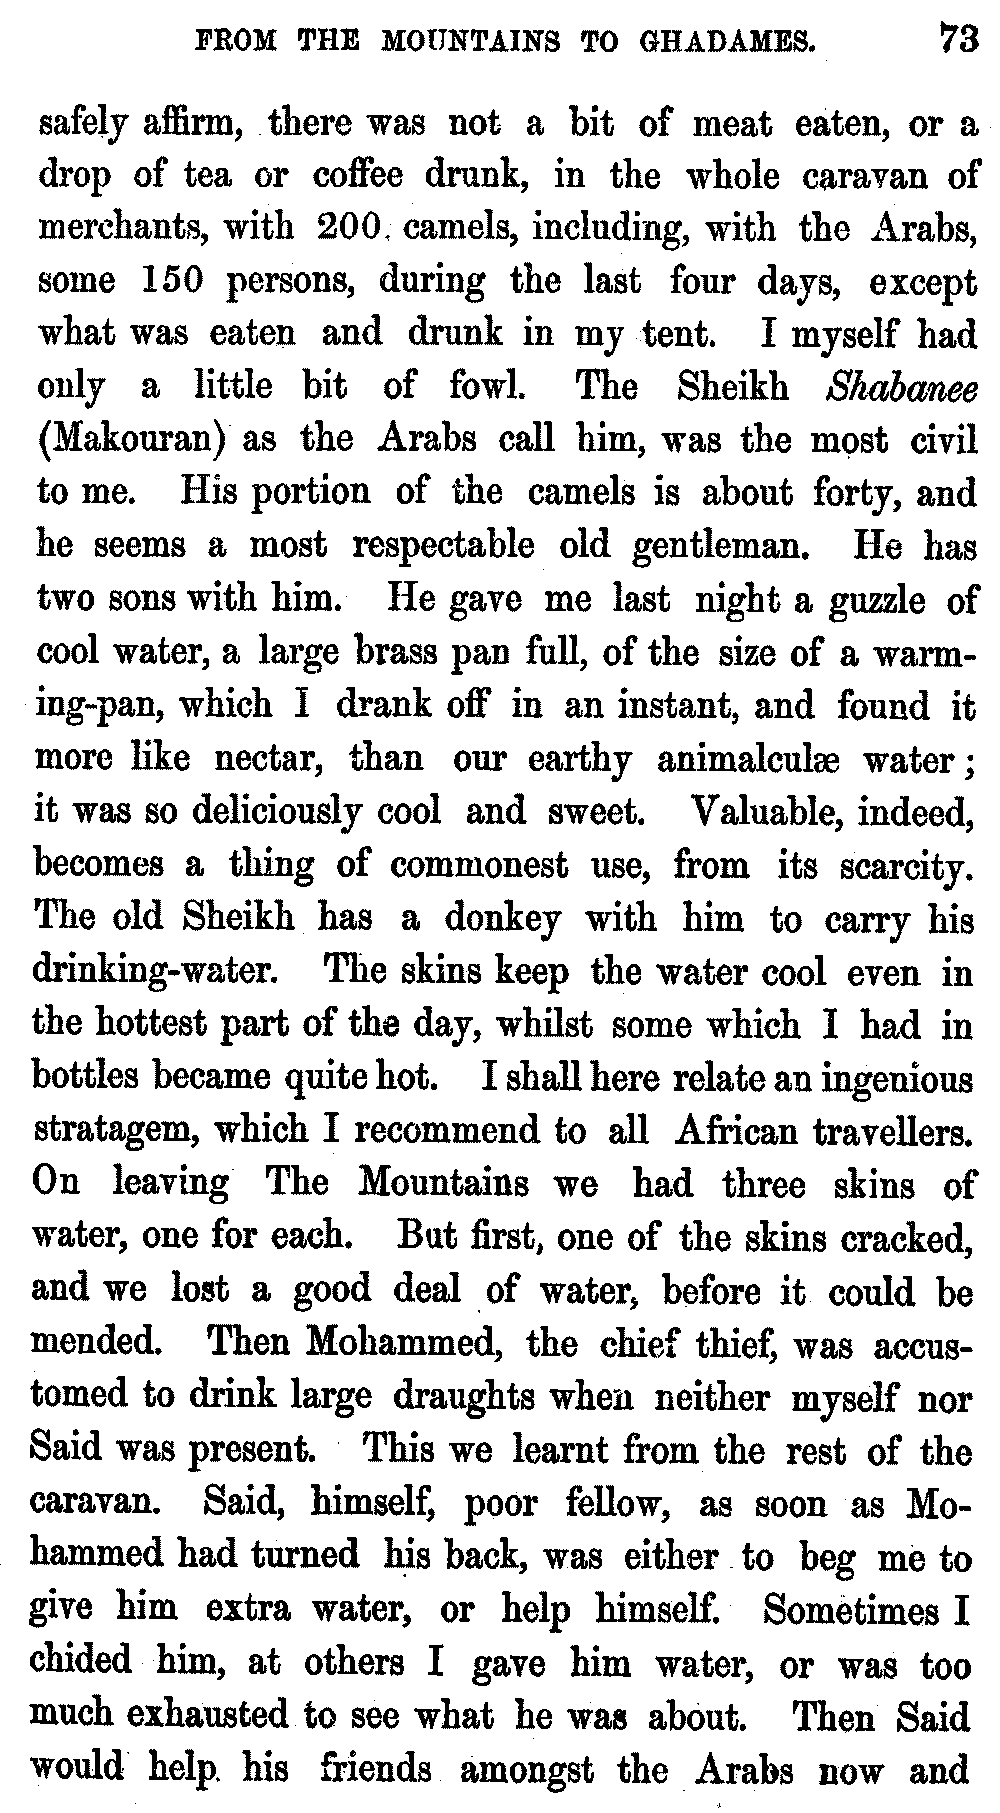 FROM THE MOUNTAINS TO GHADAMES. 73
safely affirm, there was not a bit of meat eaten, or a
drop of tea or coffee drunk, in the whole caravan of
merchants, with 200 camels, including, with the Arabs,
some 150 persons, during the last four days, except
what was eaten and drunk in my tent. I myself had
only a little bit of fowl. The Sheikh Shabanee
(Makouran) as the Arabs call him, was the most civil
to me. His portion of the camels is about forty, and
he seems a most respectable old gentleman. He has
two sons with him. He gave me last night a guzzle of
cool water, a large brass pan full, of the size of a warm-
ing-pan, which I drank off in an instant, and found it
more like nectar, than our earthy animalculæ water;
it was so deliciously cool and sweet. Valuable, indeed,
becomes a thing of commonest use, from its scarcity.
The old Sheikh has a donkey with him to carry his
drinking-water. The skins keep the water cool even in
the hottest part of the day, whilst some which I had in
bottles became quite hot. I shall here relate an ingenious
stratagem, which I recommend to all African travellers.
On leaving The Mountains we had three skins of
water, one for each. But first, one of the skins cracked,
and we lost a good deal of water, before it could be
mended. Then Mohammed, the chief thief, was accus-
tomed to drink large draughts when neither myself nor
Said was present. This we learnt from the rest of the
caravan. Said, himself, poor fellow, as soon as Mo-
hammed had turned his back, was either to beg me to
give him extra water, or help himself. Sometimes I
chided him, at others I gave him water, or was too
much exhausted to see what he was about. Then Said
would help his friends amongst the Arabs now and